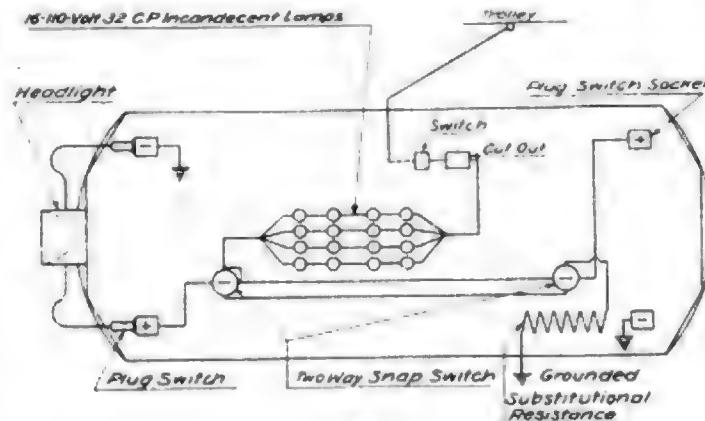 16-110-Volt-32 C.P. Incandecent Lamps
Trolley
Headlight
Plug Switch Socket
Switch
Cut Out
Plug Switch
Two Way Snap Switch
Grounded
Substitutional
Resistance